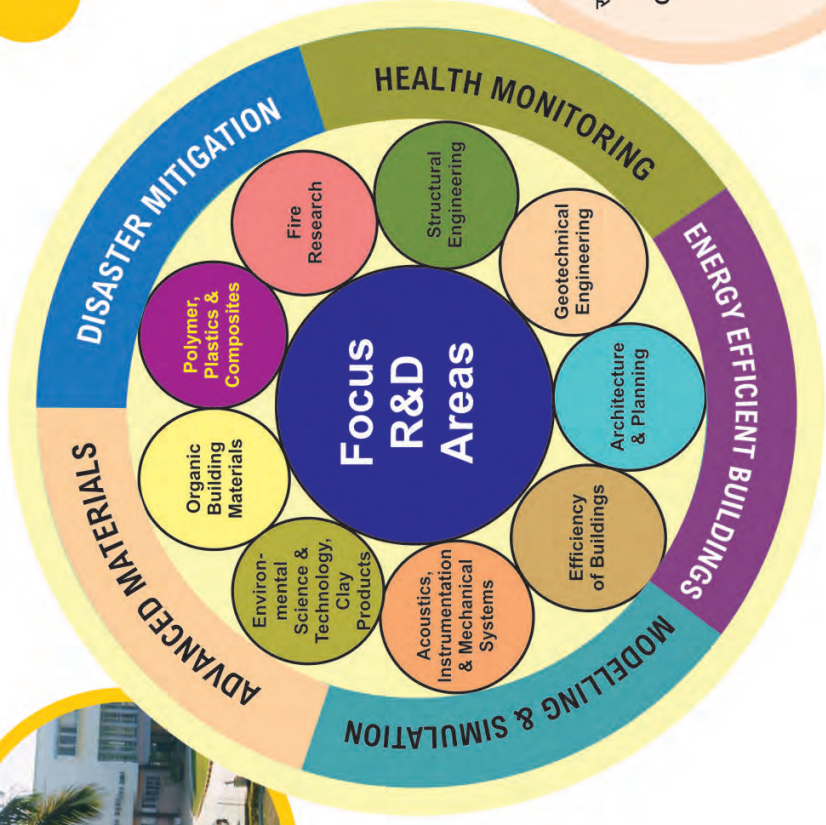 Focus
R&D
Areas
DISASTER MITIGATION
HEALTH MONITORING
ENERGY EFFICIENT BUILDINGS
MODELLING & SIMULATION
ADVANCED MATERIALS
Polymer,
Plastics &
Composites
Fire
Research
Structural
Engineering
Geotechnical
Engineering
Architecture
& Planning
Efficiency
of Buildings
Acoustics,
Instrumentation
& Mechanical
Systems
Environ-
mental
Science &
Technology,
Clay
Products
Organic
Building
Materials